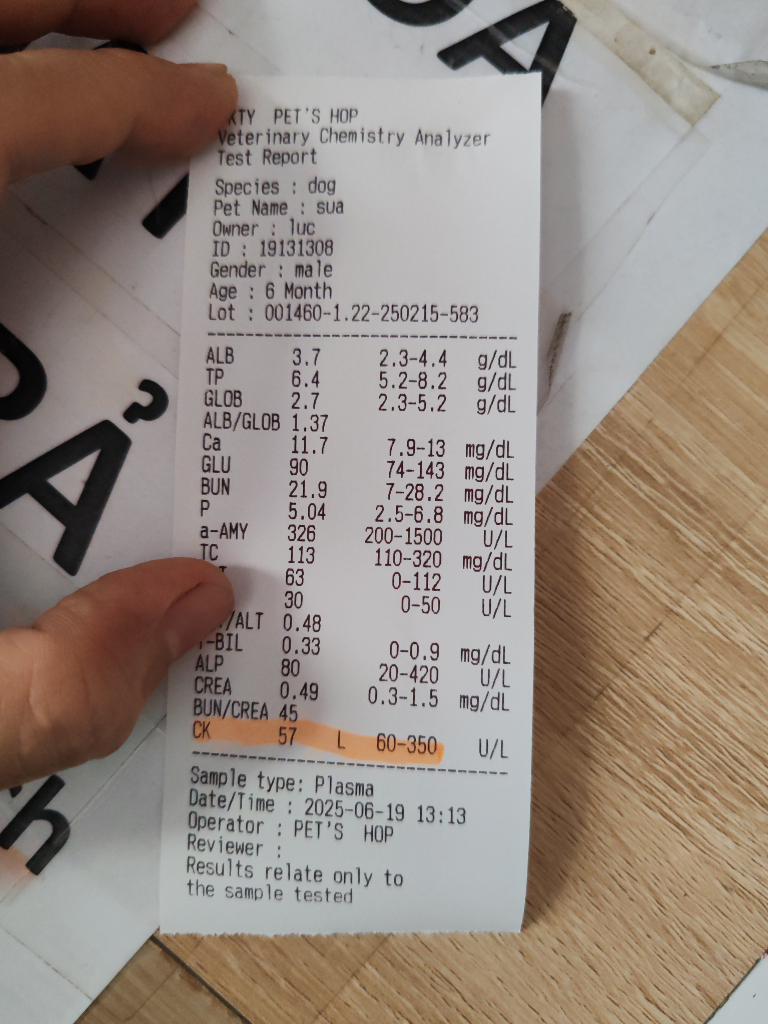 PET'S HOP
Veterinary Chemistry Analyzer
Test Report
Species : dog
Pet Name : sua
Owner : luc
ID : 19131308
Gender : male
Age : 6 Month
Lot : 001460-1.22-250215-583
ALB 3.7 2.3-4.4 g/dL
TP 6.4 5.2-8.2 g/dL
GLOB 2.7 2.3-5.2 g/dL
ALB/GLOB 1.37
Ca 11.7 7.9-13 mg/dL
GLU 90 74-143 mg/dL
BUN 21.9 7-28.2 mg/dL
P 5.04 2.5-6.8 mg/dL
a-AMY 326 200-1500 U/L
TC 113 110-320 mg/dL
63 0-112 U/L
30 0-50 U/L
/ALT 0.48
T-BIL 0.33 0-0.9 mg/dL
ALP 80 20-420 U/L
CREA 0.49 0.3-1.5 mg/dL
BUN/CREA 45
CK 57 L 60-350 U/L
Sample type: Plasma
Date/Time : 2025-06-19 13:13
Operator : PET'S HOP
Reviewer :
Results relate only to
the sample tested